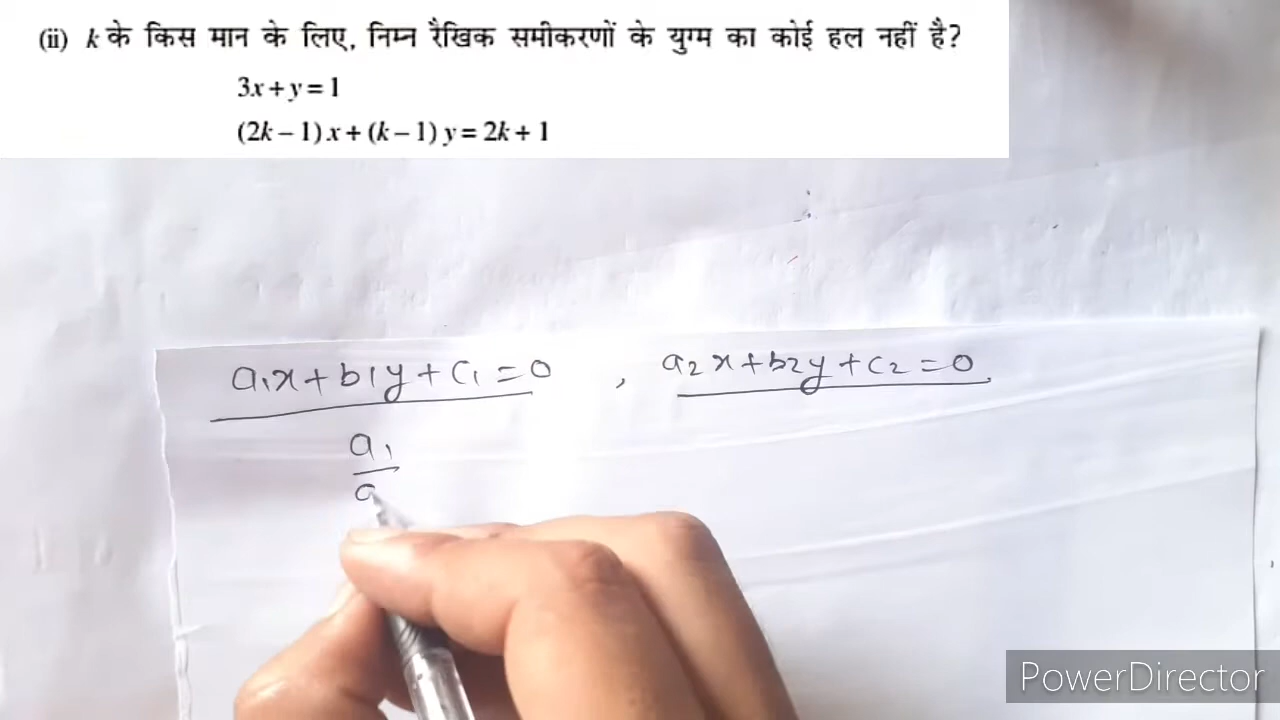 (ii) k के किस मान के लिए, निम्न रैखिक समीकरणों के युग्म का कोई हल नहीं है?
3x + y = 1
(2k – 1) x + (k – 1) y = 2k + 1
a₁x + b₁y + c₁ = 0 , a₂x + b₂y + c₂ = 0
a₁
a
PowerDirector